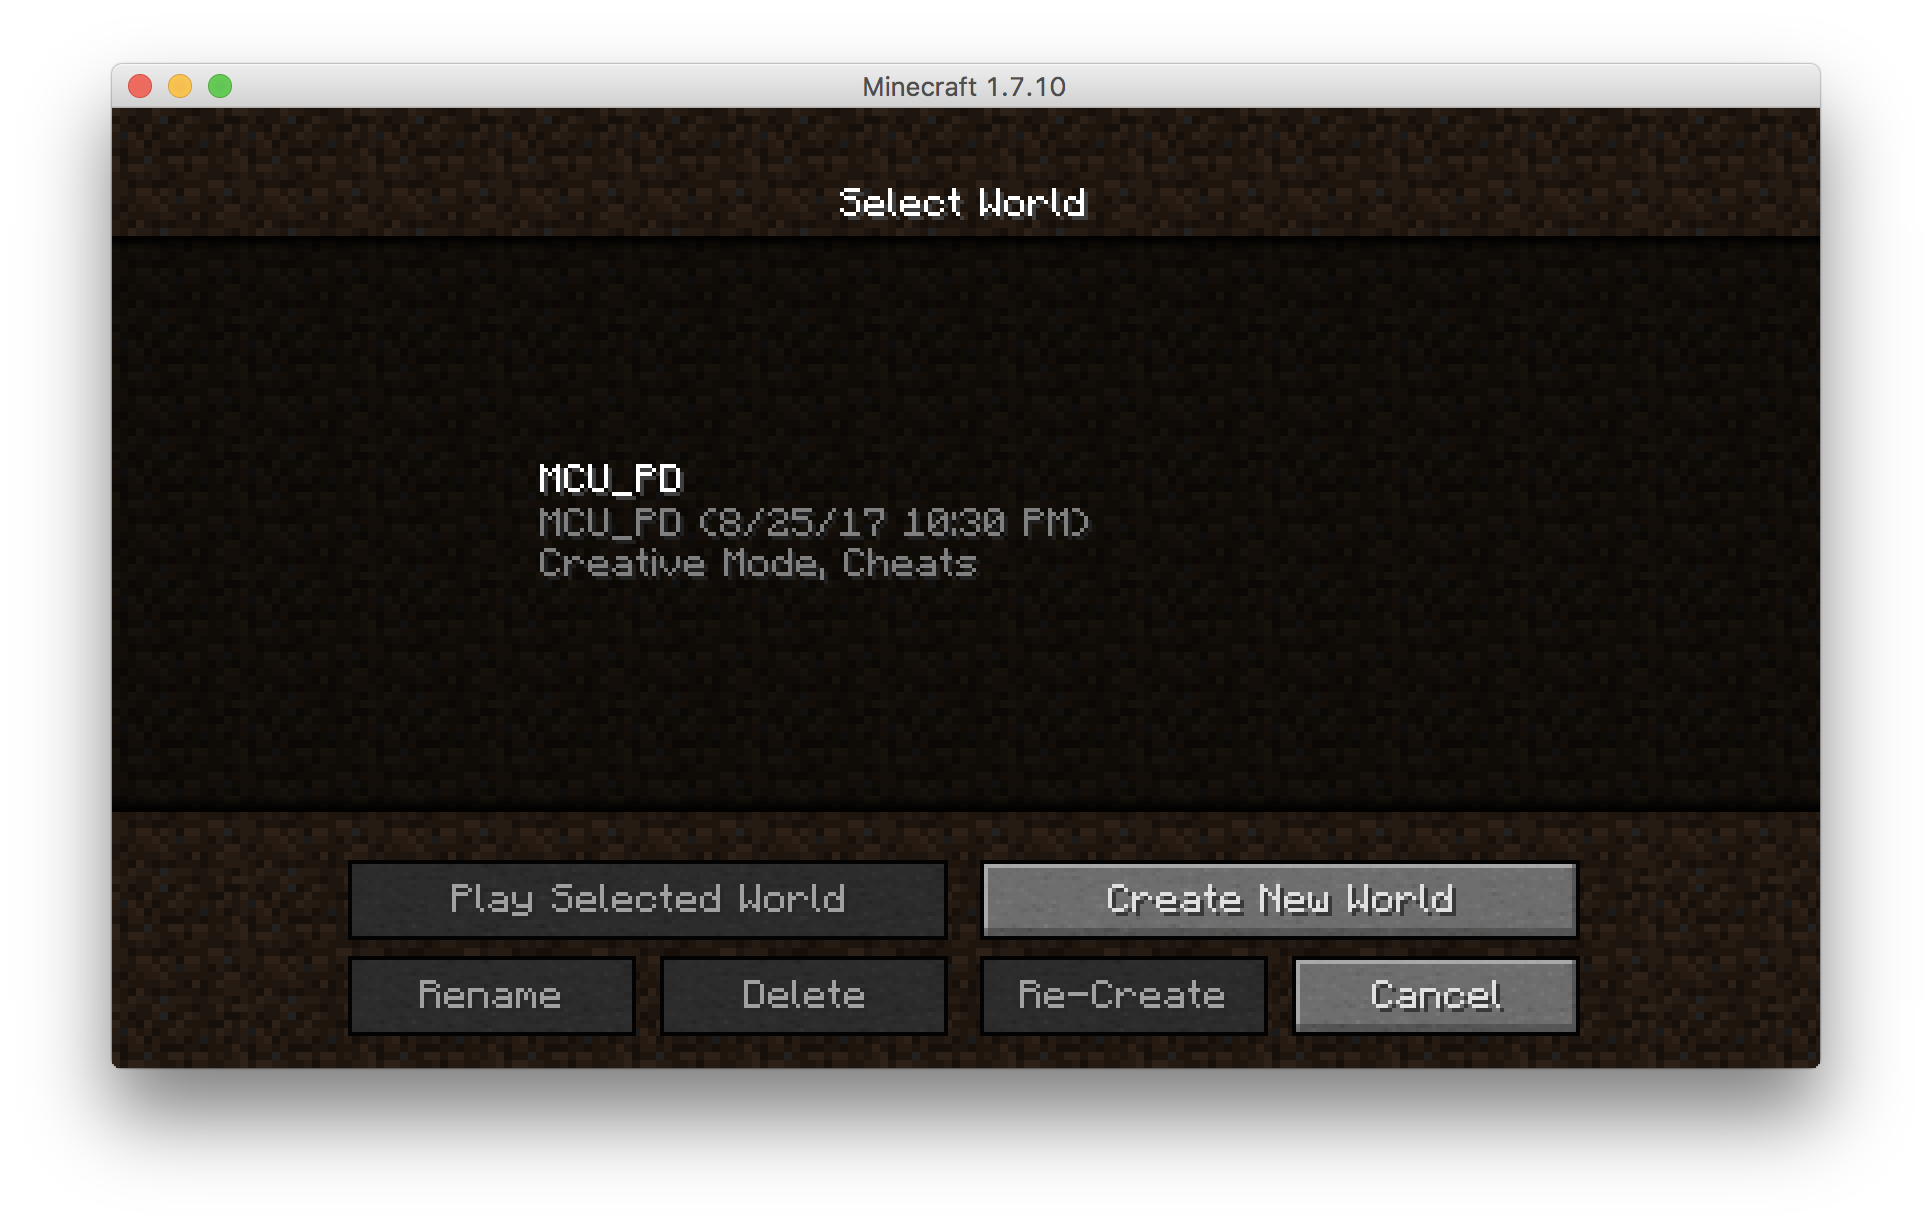 Minecraft 1.7.10
Select World
MCU_PD
MCU_PD (8/25/17 10:30 PM)
Creative Mode, Cheats
Play Selected World
Create New World
Rename
Delete
Re-Create
Cancel